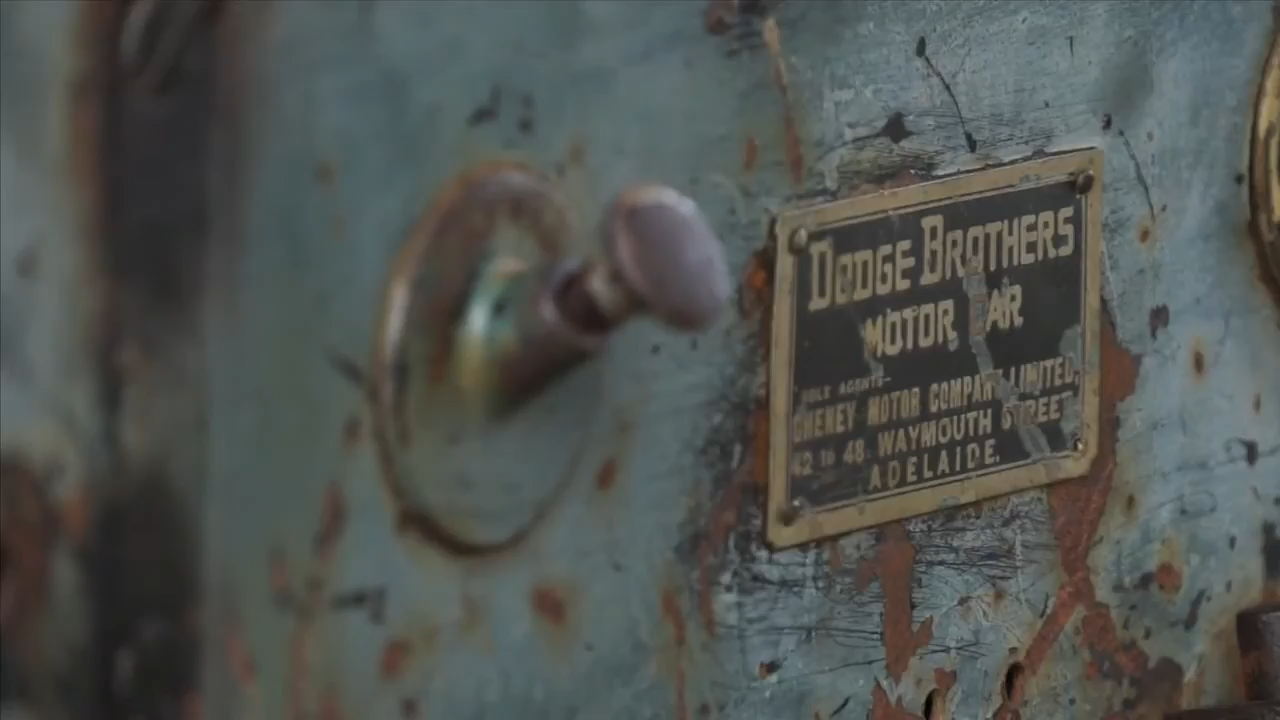 DODGE BROTHERS
MOTOR CAR
SOLE AGENTS—
CHENEY MOTOR COMPANY LIMITED,
42 to 48. WAYMOUTH STREET
ADELAIDE.